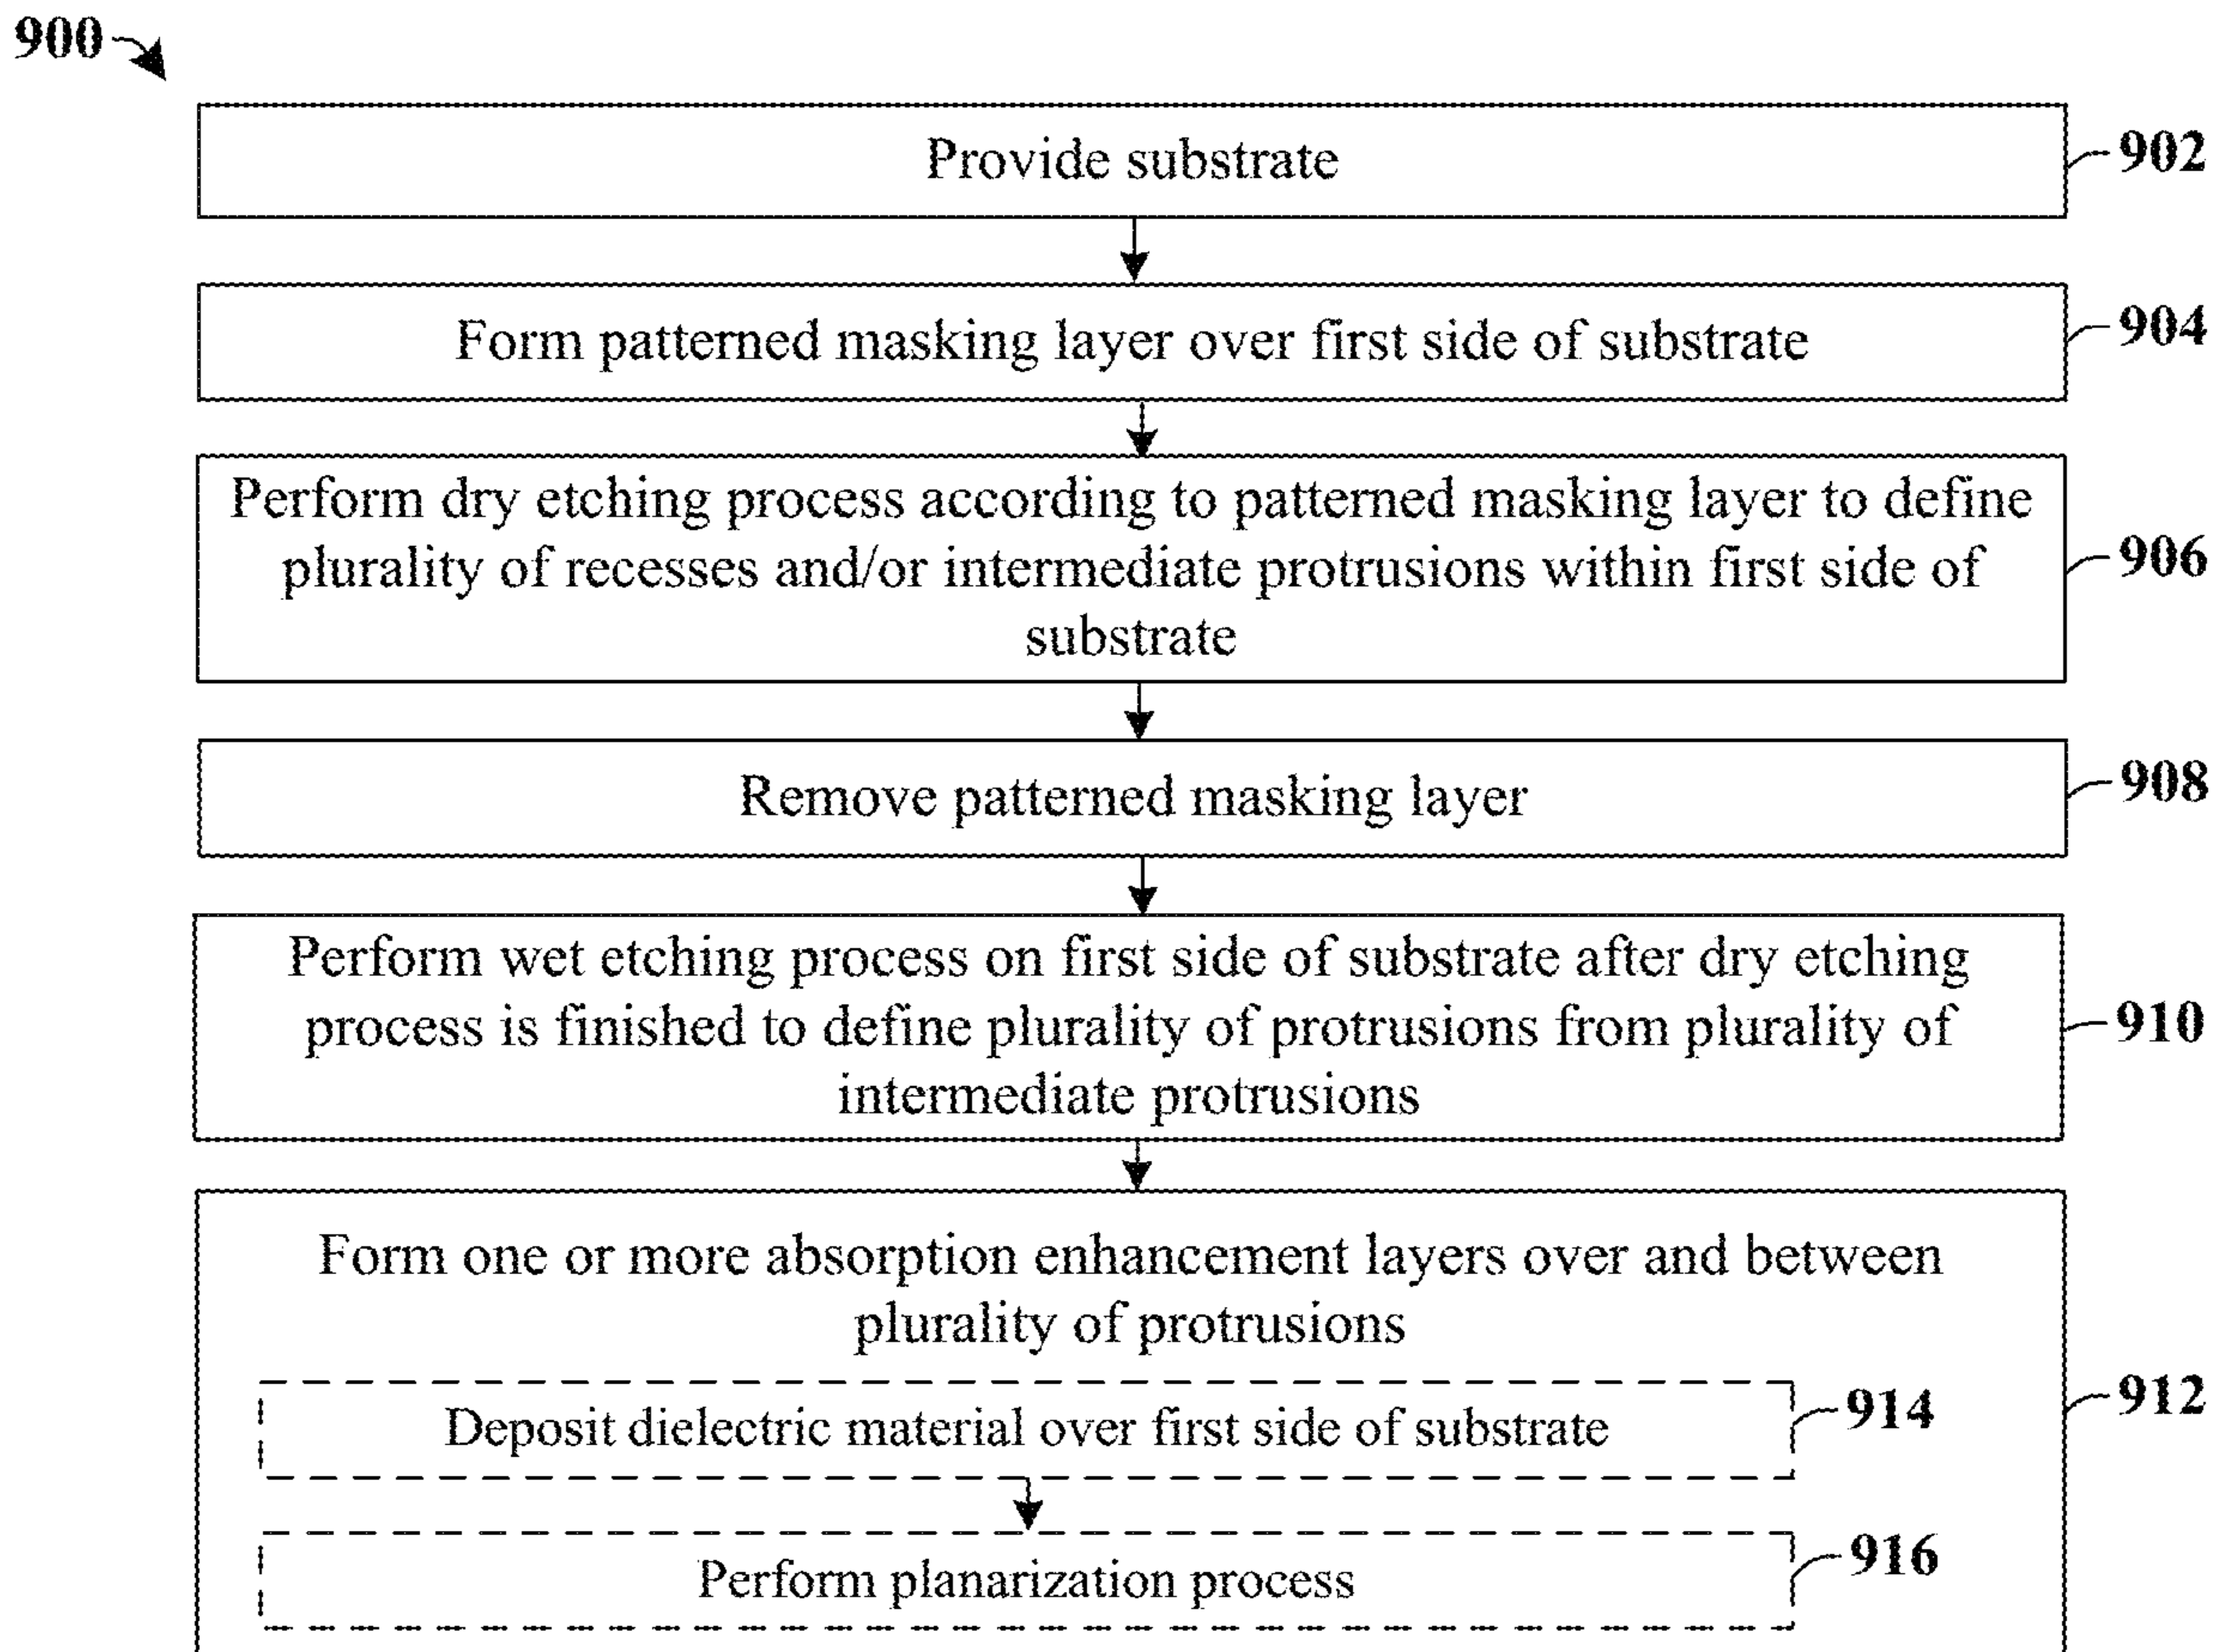 900
Provide substrate
902
Form patterned masking layer over first side of substrate
904
Perform dry etching process according to patterned masking layer to define
plurality of recesses and/or intermediate protrusions within first side of
substrate
906
Remove patterned masking layer
908
Perform wet etching process on first side of substrate after dry etching
process is finished to define plurality of protrusions from plurality of
intermediate protrusions
910
Form one or more absorption enhancement layers over and between
plurality of protrusions
912
Deposit dielectric material over first side of substrate
914
Perform planarization process
916